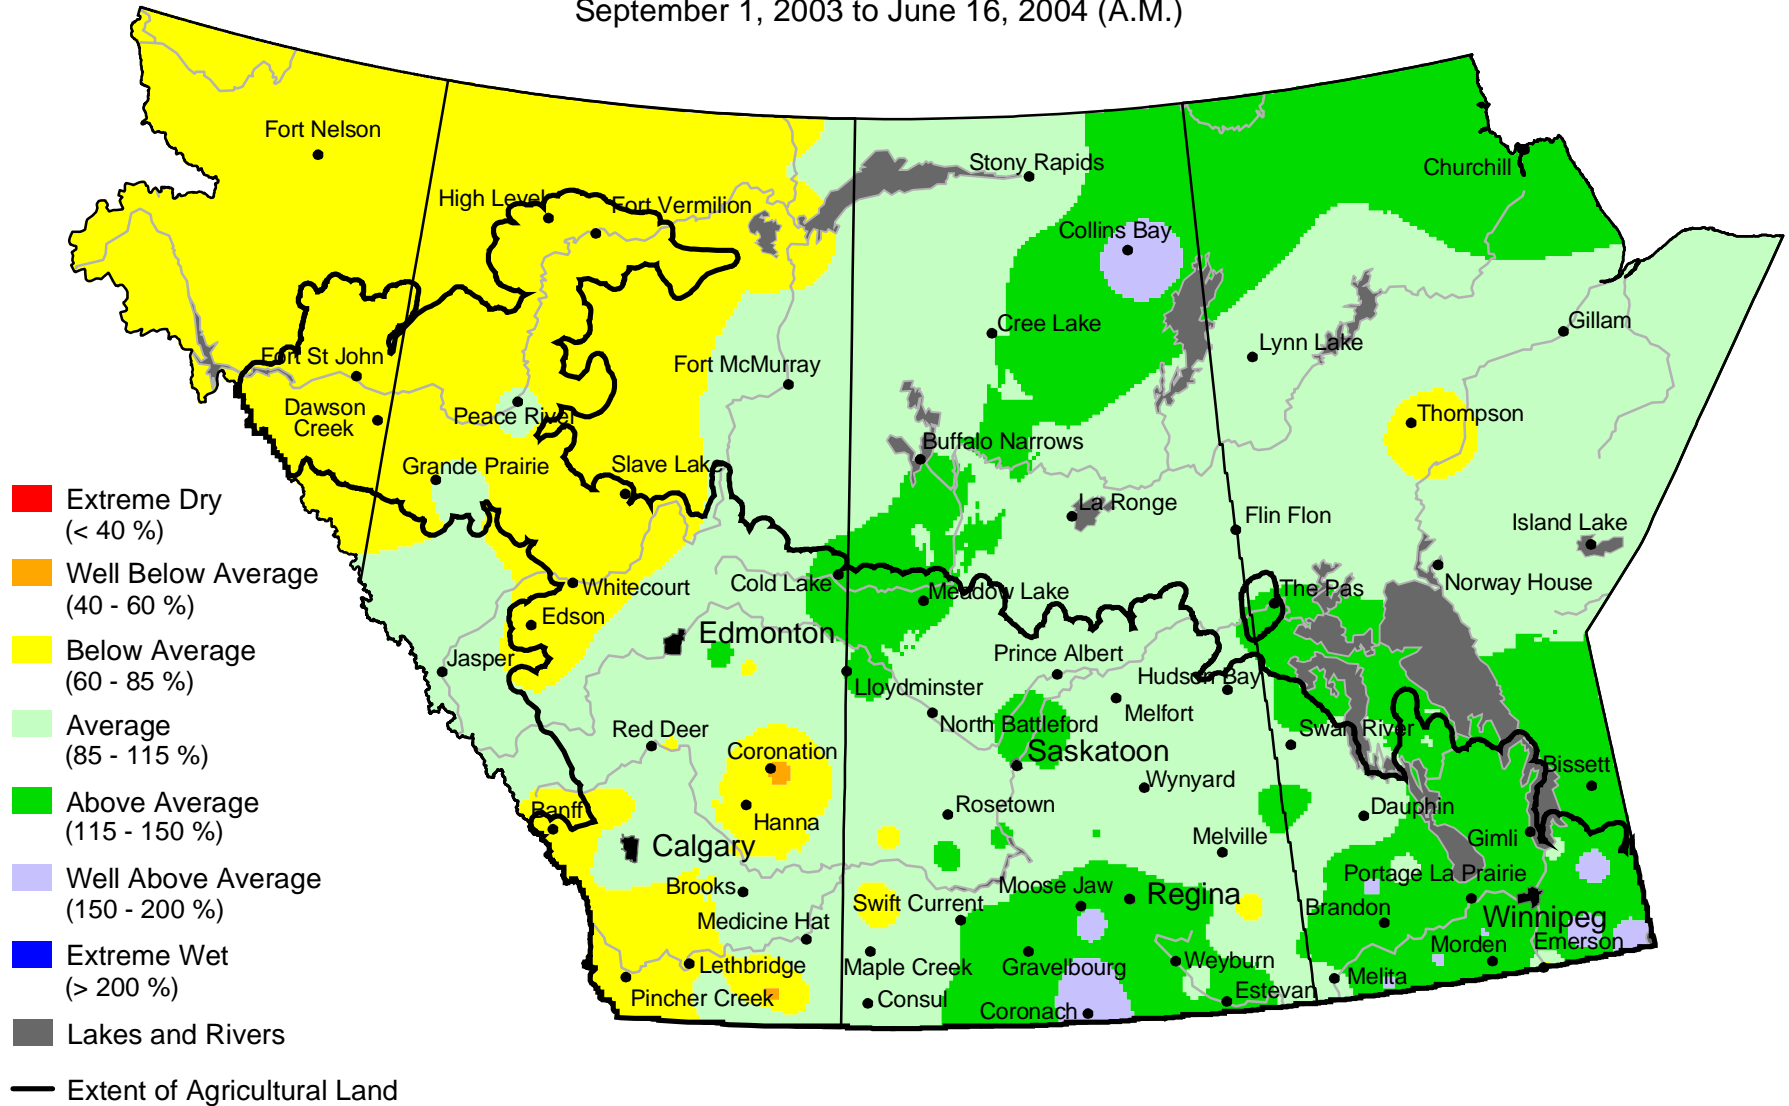 September 1, 2003 to June 16, 2004 (A.M.)
Fort Nelson
Churchill
Stony Rapids
High Level
Fort Vermilion
Collins Bay
Gillam
Cree Lake
Lynn Lake
Fort St John
Fort McMurray
Dawson
Creek
Peace River
Thompson
Buffalo Narrows
Grande Prairie
Slave Lake
La Ronge
Flin Flon
Island Lake
Whitecourt
Cold Lake
Meadow Lake
The Pas
Norway House
Edson
Edmonton
Jasper
Prince Albert
Hudson Bay
Lloydminster
Melfort
North Battleford
Red Deer
Swan River
Coronation
Saskatoon
Bissett
Wynyard
Banff
Hanna
Rosetown
Dauphin
Calgary
Melville
Gimli
Brooks
Moose Jaw
Regina
Portage La Prairie
Swift Current
Brandon
Winnipeg
Medicine Hat
Morden
Emerson
Lethbridge
Maple Creek
Gravelbourg
Weyburn
Melita
Pincher Creek
Consul
Coronach
Estevan
Extreme Dry
(< 40 %)
Well Below Average
(40 - 60 %)
Below Average
(60 - 85 %)
Average
(85 - 115 %)
Above Average
(115 - 150 %)
Well Above Average
(150 - 200 %)
Extreme Wet
(> 200 %)
Lakes and Rivers
Extent of Agricultural Land